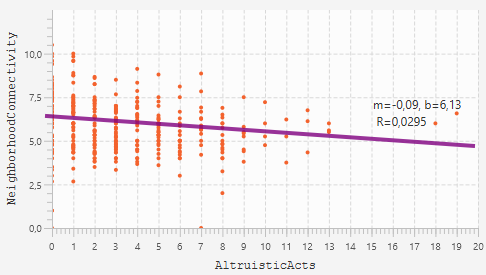 NeighborhoodConnectivity
10,0
7,5
5,0
2,5
0,0
m=-0,09, b=6,13
R=0,0295
0 1 2 3 4 5 6 7 8 9 10 11 12 13 14 15 16 17 18 19 20
AltruisticActs